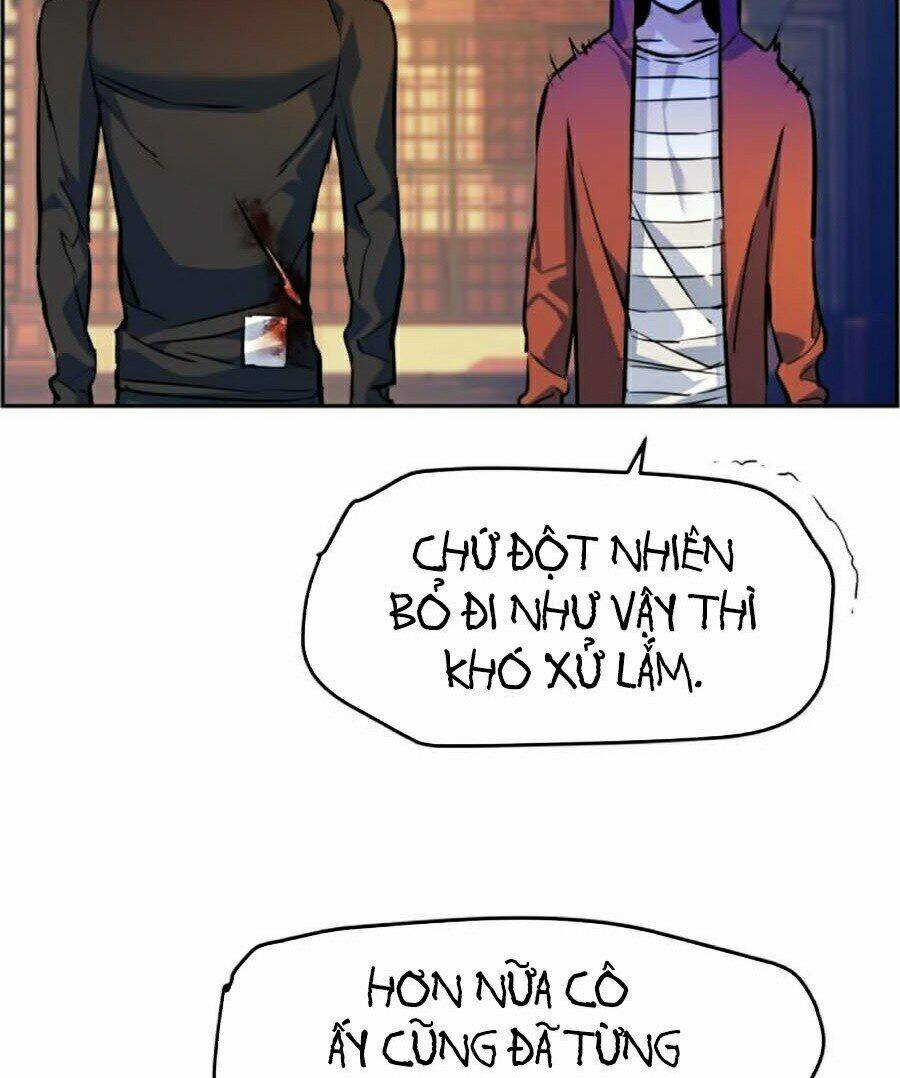 CHỨ ĐỘT NHIÊN
BỎ ĐI NHƯ VẬY THÌ
KHÓ XỬ LẮM.
HƠN NỮA CÔ
ẤY CŨNG ĐÃ TỪNG